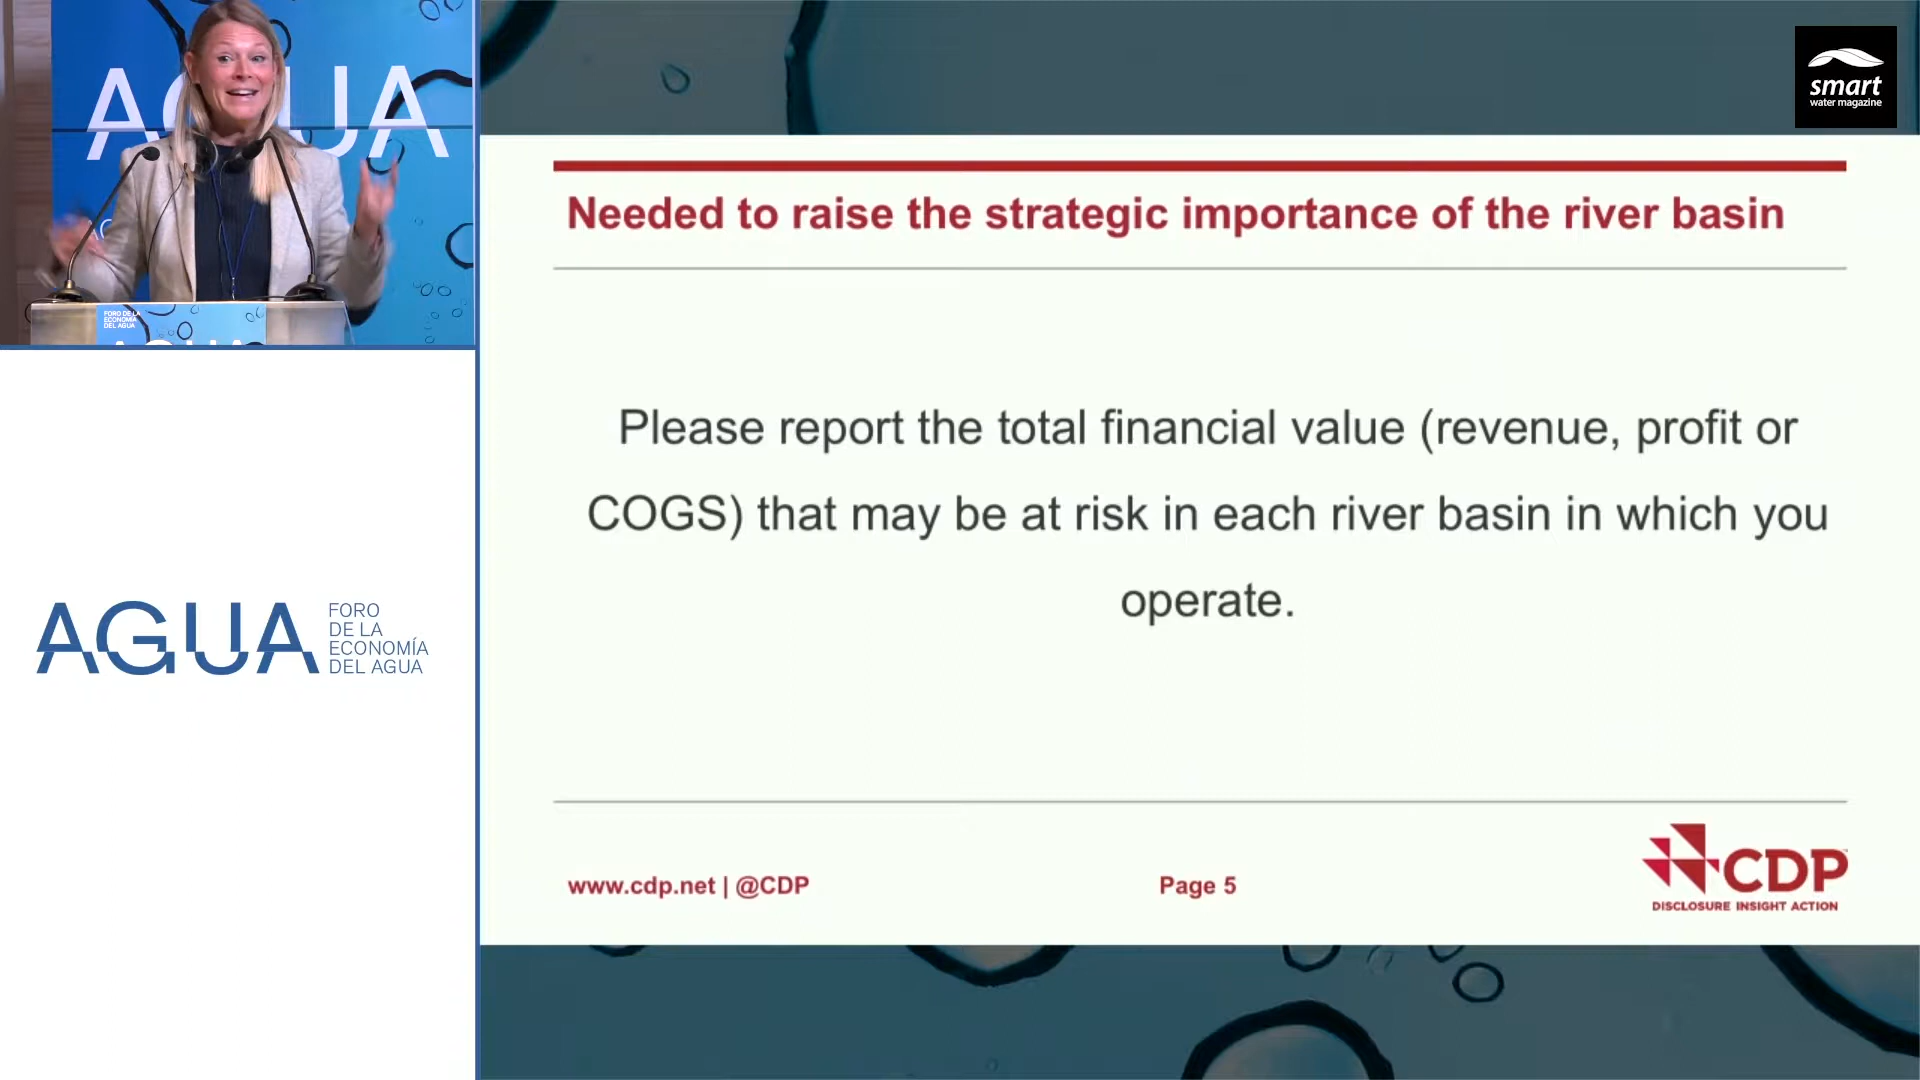 AGUA
FORO DE LA
ECONOMÍA
DEL AGUA
smart
water magazine
Needed to raise the strategic importance of the river basin
Please report the total financial value (revenue, profit or
COGS) that may be at risk in each river basin in which you
operate.
www.cdp.net | @CDP
Page 5
CDP
DISCLOSURE INSIGHT ACTION
AGUA
FORO
DE LA
ECONOMÍA
DEL AGUA